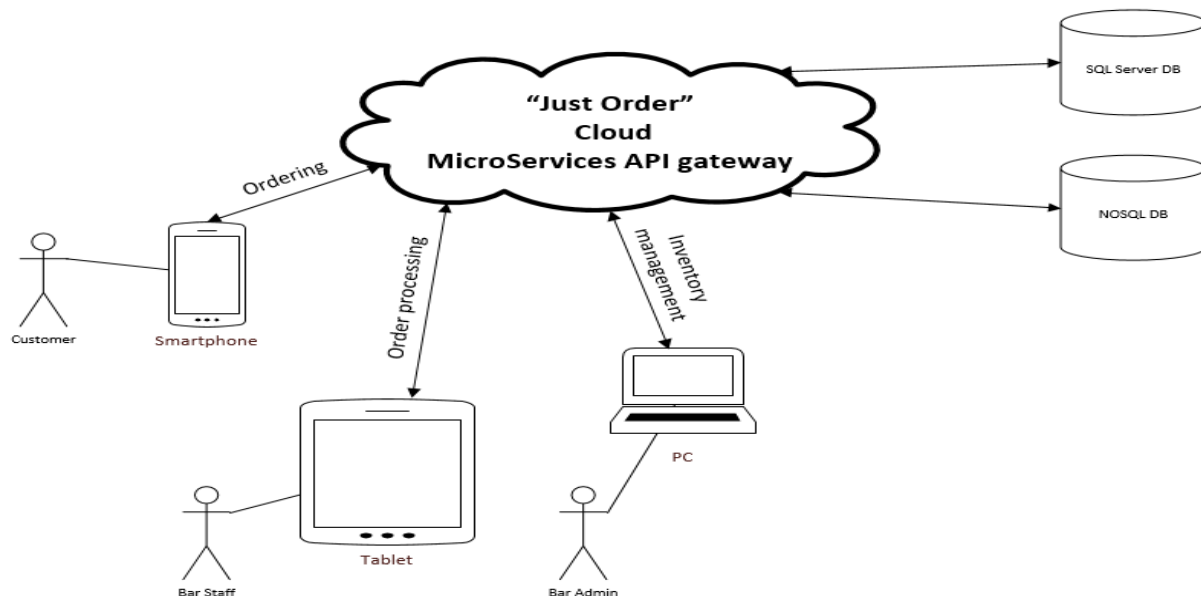 “Just Order”
Cloud
MicroServices API gateway
SQL Server DB
NOSQL DB
Ordering
Order processing
Inventory
management
Customer
Smartphone
PC
Tablet
Bar Staff
Bar Admin